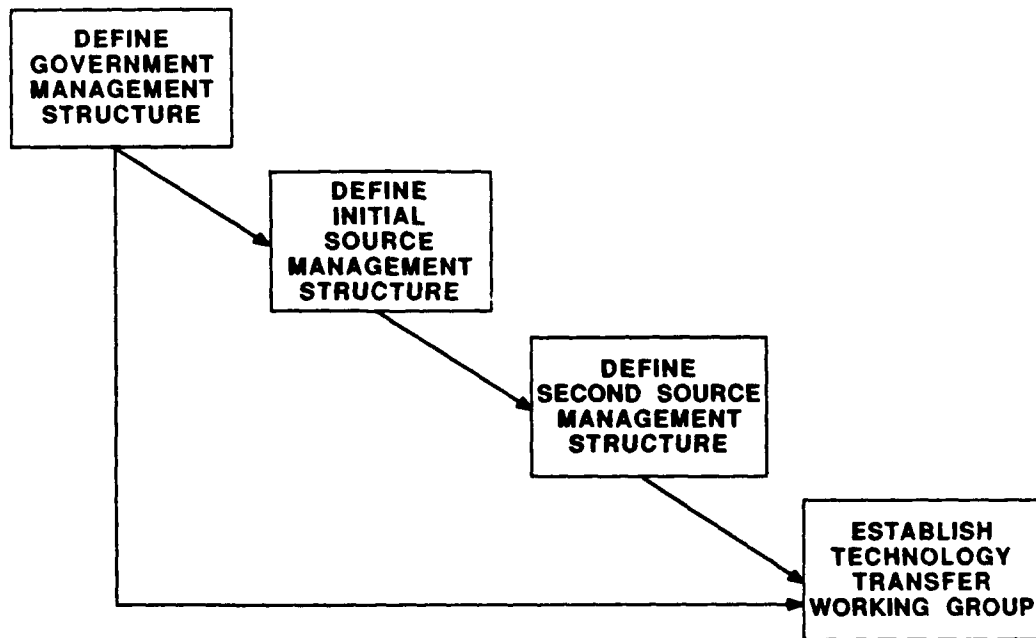 DEFINE
GOVERNMENT
MANAGEMENT
STRUCTURE
DEFINE
INITIAL
SOURCE
MANAGEMENT
STRUCTURE
DEFINE
SECOND SOURCE
MANAGEMENT
STRUCTURE
ESTABLISH
TECHNOLOGY
TRANSFER
WORKING GROUP